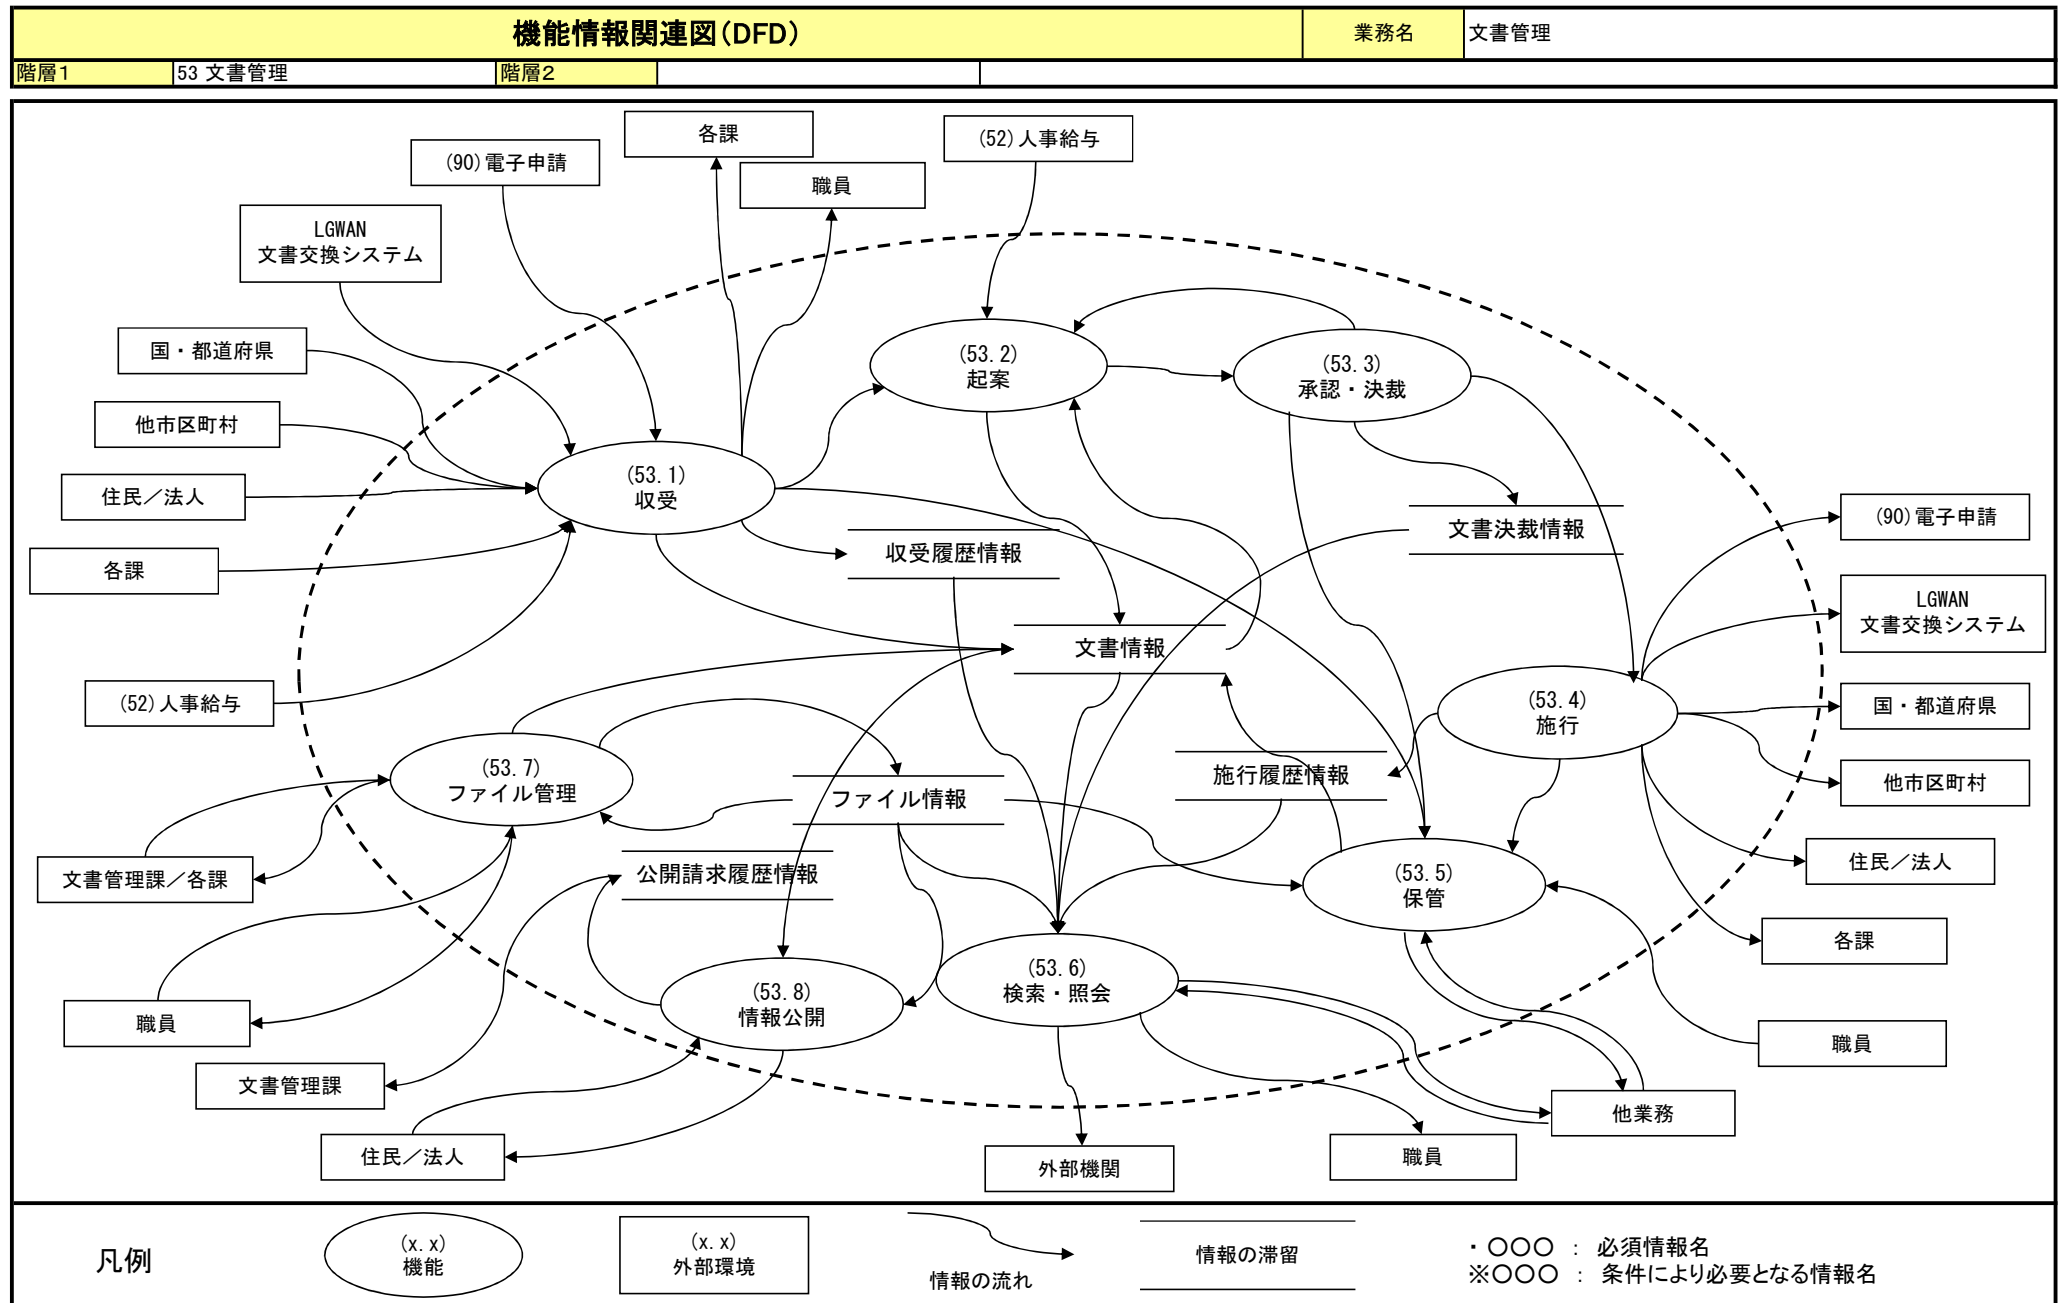 機能情報関連図(DFD)
業務名
文書管理
階層1
53 文書管理
階層2
各課
(52)人事給与
(90)電子申請
職員
LGWAN
文書交換システム
国・都道府県
他市区町村
住民／法人
各課
(52)人事給与
(53.1)
収受
(53.2)
起案
(53.3)
承認・決裁
収受履歴情報
文書決裁情報
文書情報
(90)電子申請
LGWAN
文書交換システム
(53.4)
施行
国・都道府県
他市区町村
住民／法人
各課
(53.7)
ファイル管理
ファイル情報
施行履歴情報
文書管理課／各課
公開請求履歴情報
(53.5)
保管
(53.6)
検索・照会
(53.8)
情報公開
職員
職員
文書管理課
他業務
住民／法人
外部機関
職員
凡例
(x.x)
機能
(x.x)
外部環境
情報の流れ
情報の滞留
・〇〇〇 ： 必須情報名
※〇〇〇 ： 条件により必要となる情報名